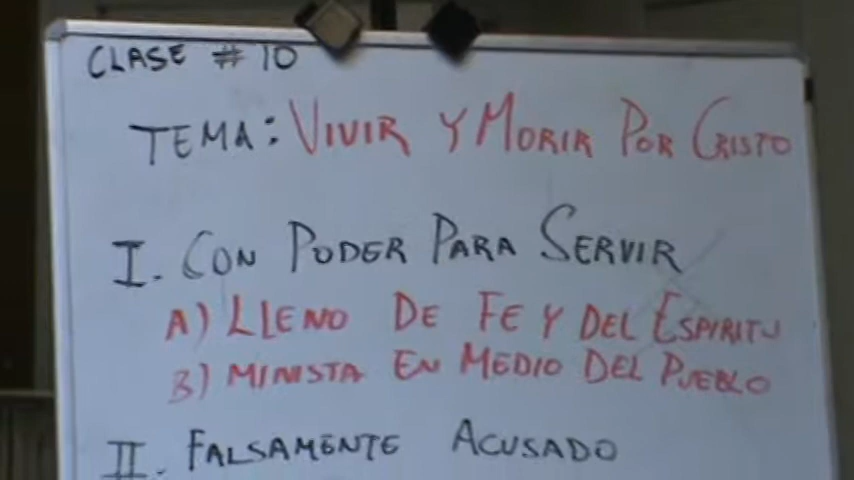 CLASE # 10
TEMA: VIVIR Y MORIR POR CRISTO
I. CON PODER PARA SERVIR
A) LLENO DE FE Y DEL ESPIRITU
B) MINISTA EN MEDIO DEL PUEBLO
II. FALSAMENTE ACUSADO